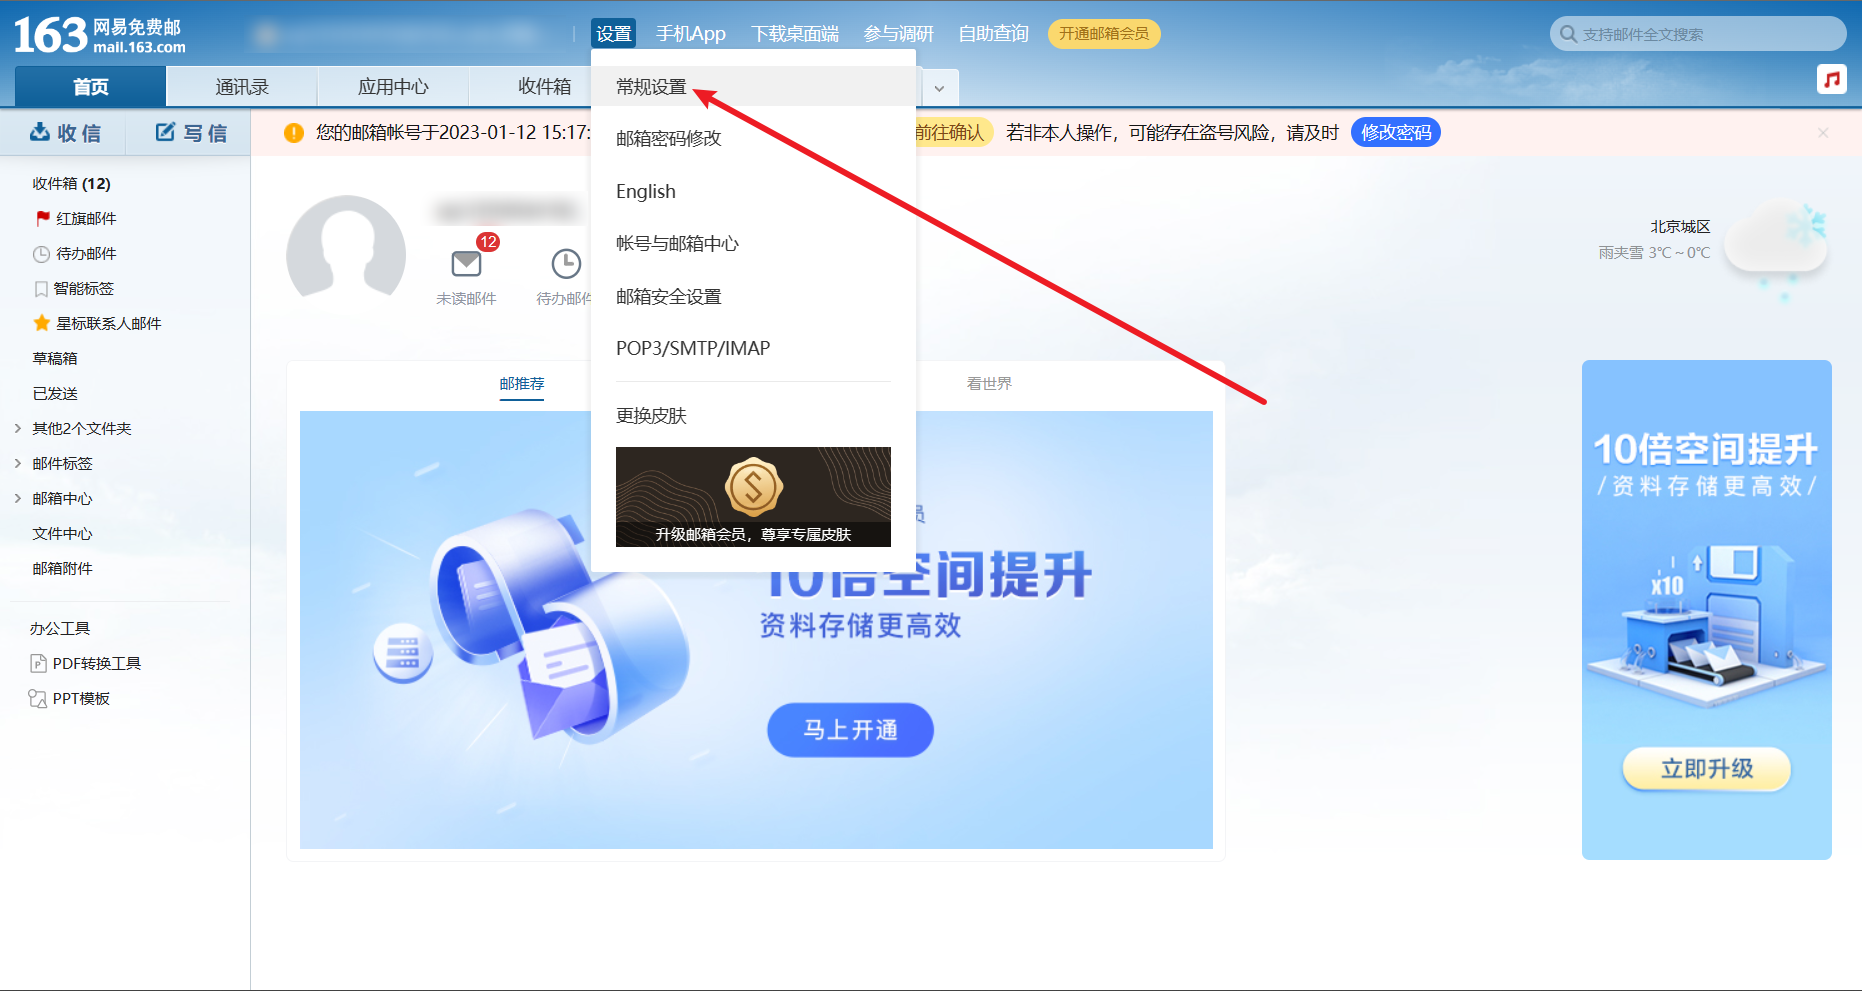 163 网易免费邮
mail.163.com
设置 手机App 下载桌面端 参与调研 自助查询 开通邮箱会员
支持邮件全文搜索
首页 通讯录 应用中心 收件箱
收信 写信
您的邮箱帐号于2023-01-12 15:17: 前往确认 若非本人操作，可能存在盗号风险，请及时 修改密码
常规设置
邮箱密码修改
English
帐号与邮箱中心
邮箱安全设置
POP3/SMTP/IMAP
更换皮肤
升级邮箱会员，尊享专属皮肤
收件箱 (12)
红旗邮件
待办邮件
智能标签
星标联系人邮件
草稿箱
已发送
其他2个文件夹
邮件标签
邮箱中心
文件中心
邮箱附件
办公工具
PDF转换工具
PPT模板
12
未读邮件 待办邮件
北京城区
雨夹雪 3℃~0℃
邮推荐 看世界
员
10倍空间提升
资料存储更高效
马上开通
10倍空间提升
/资料存储更高效/
x10
立即升级